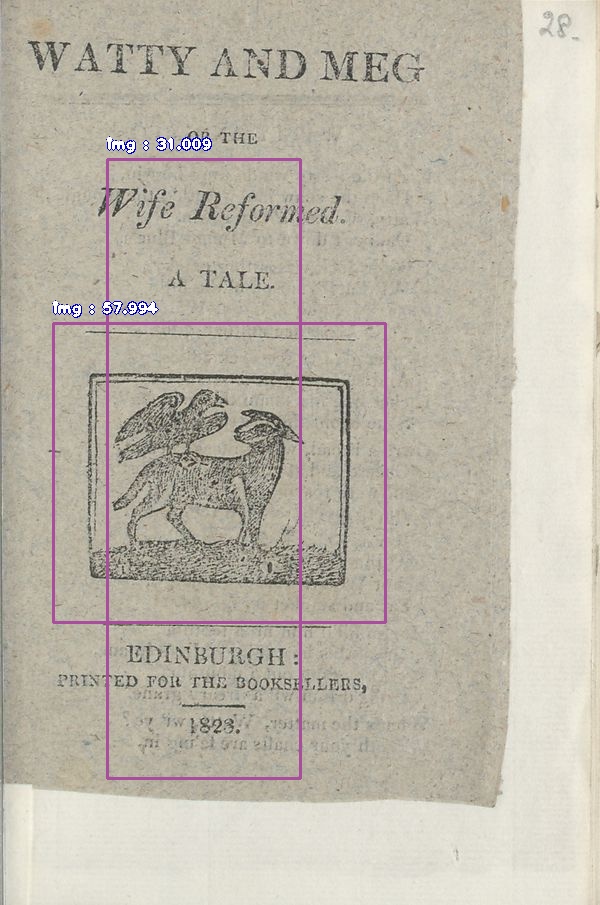 28.
WATTY AND MEG
OR THE
img : 31.009
Wife Reformed.
A TALE.
img : 57.994
EDINBURGH:
PRINTED FOR THE BOOKSELLERS,
1823.